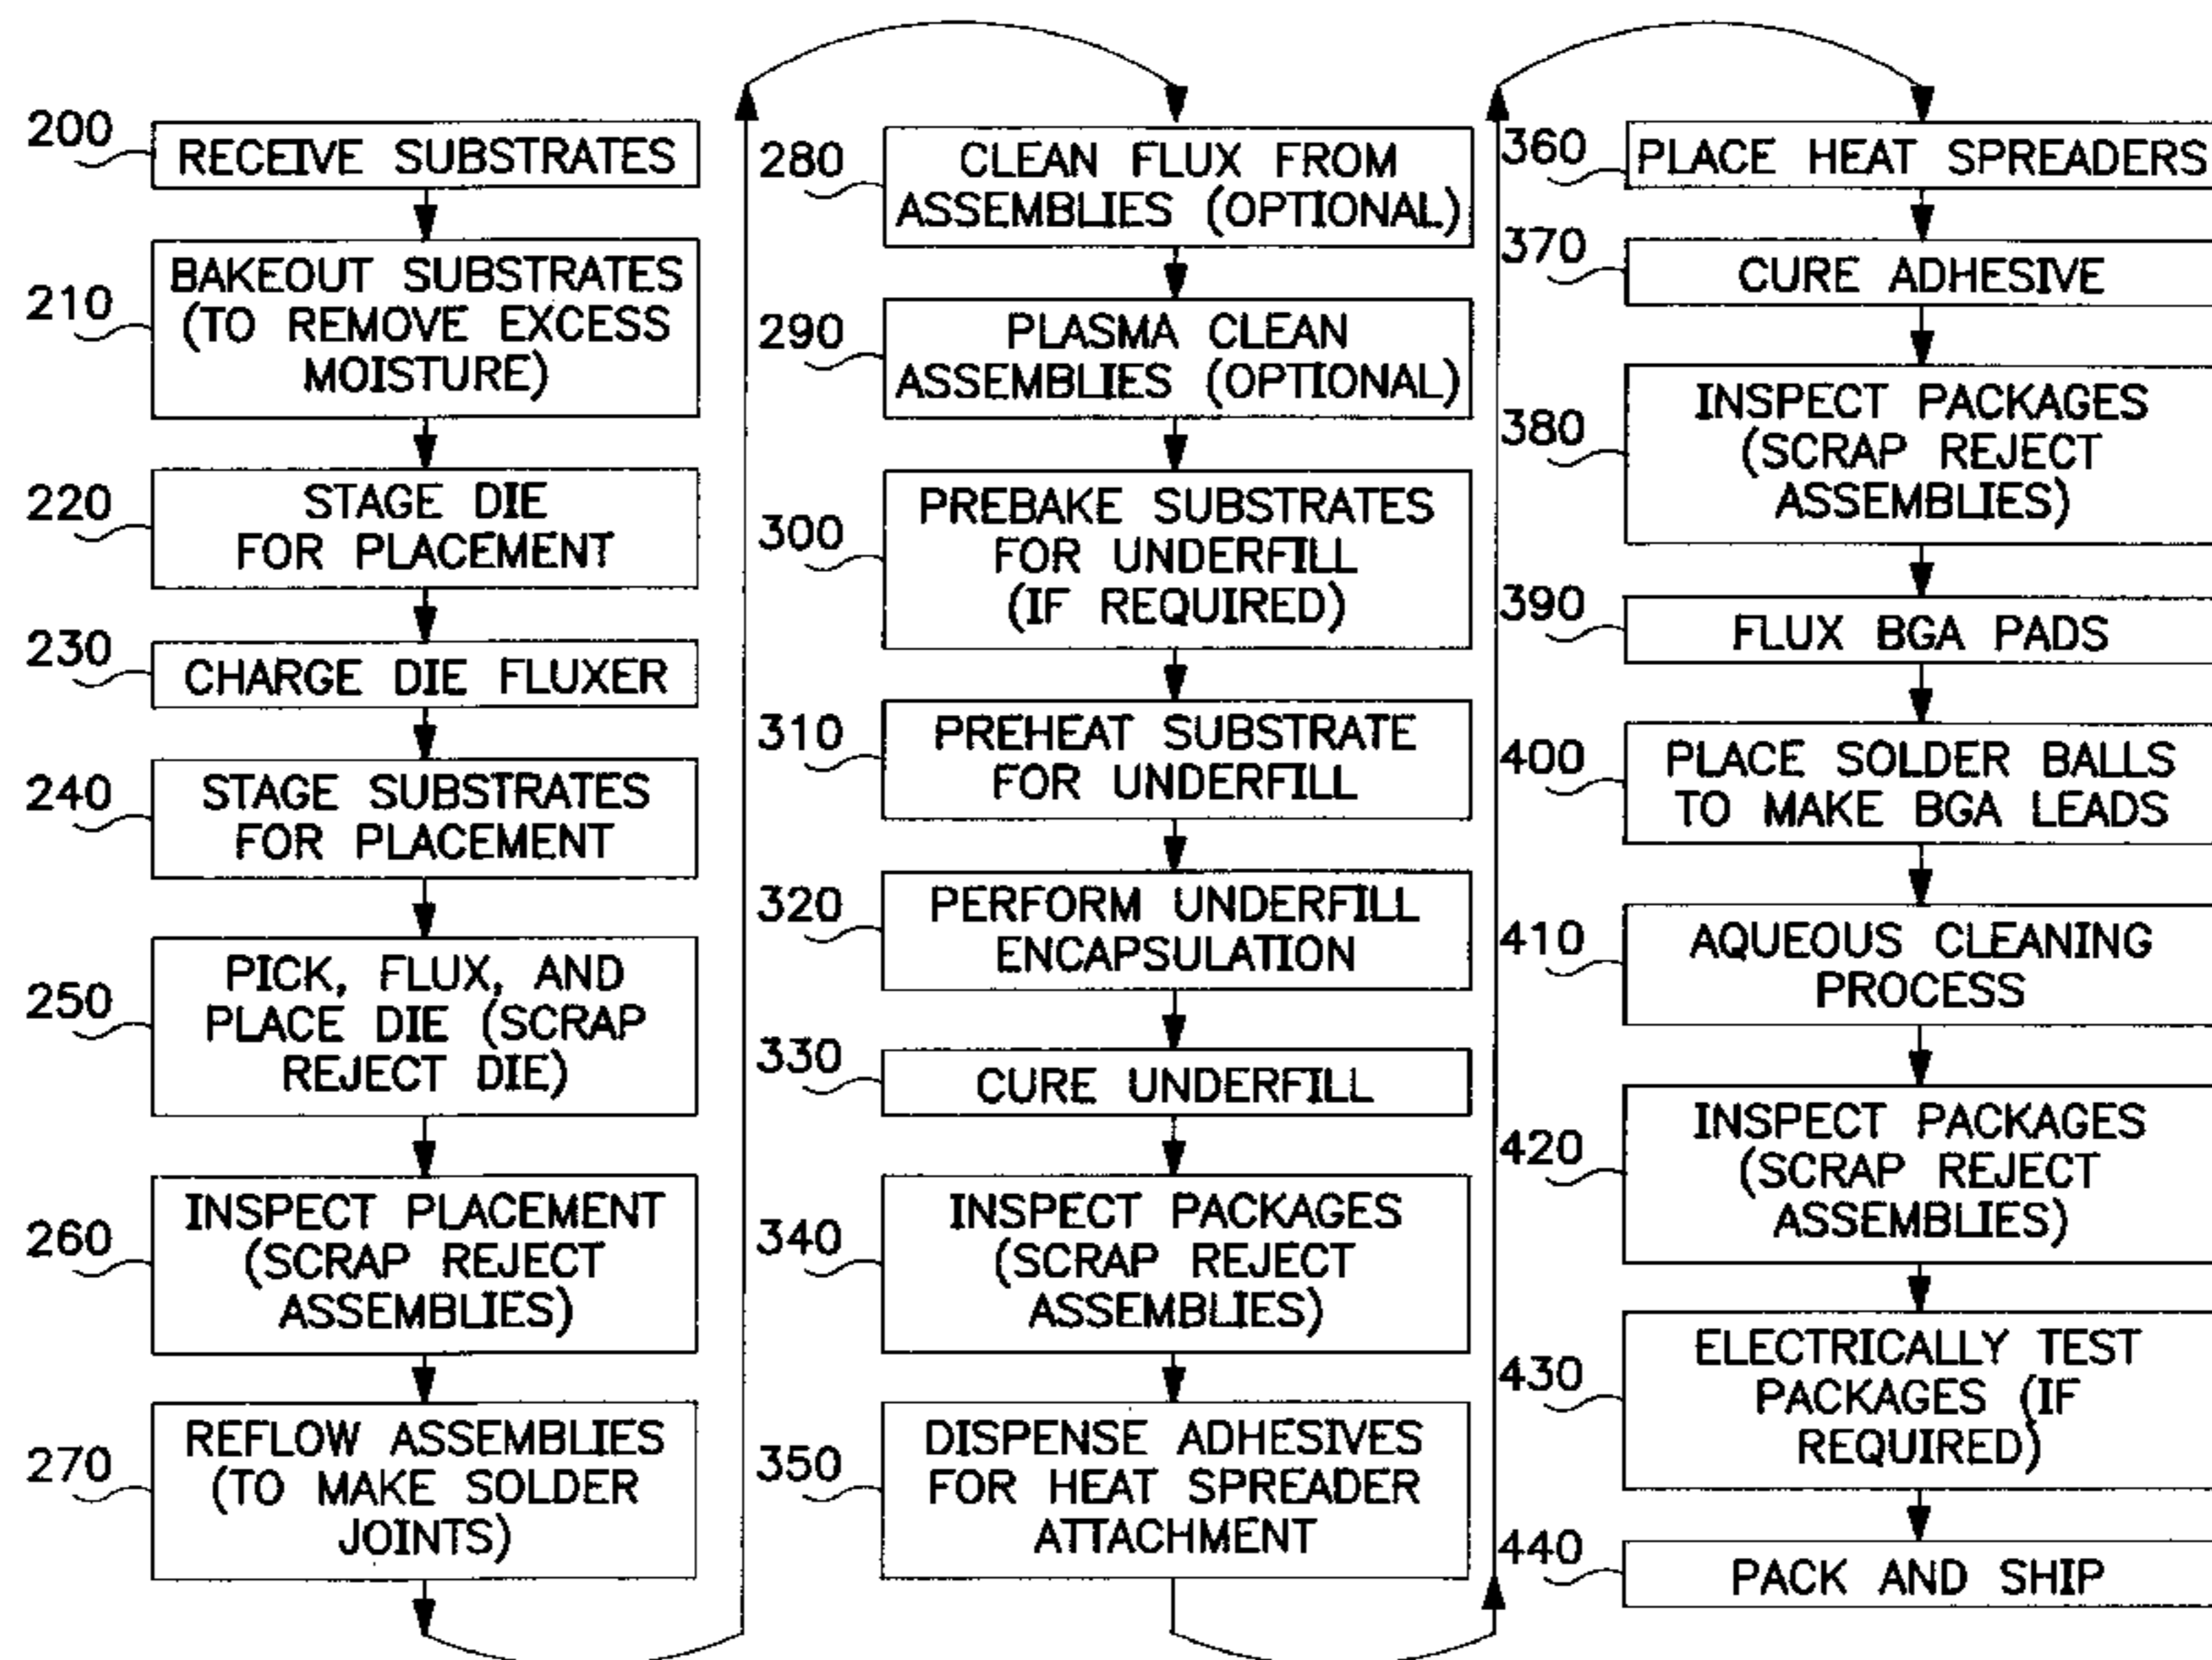 200
RECEIVE SUBSTRATES
210
BAKEOUT SUBSTRATES
(TO REMOVE EXCESS
MOISTURE)
220
STAGE DIE
FOR PLACEMENT
230
CHARGE DIE FLUXER
240
STAGE SUBSTRATES
FOR PLACEMENT
250
PICK, FLUX, AND
PLACE DIE (SCRAP
REJECT DIE)
260
INSPECT PLACEMENT
(SCRAP REJECT
ASSEMBLIES)
270
REFLOW ASSEMBLIES
(TO MAKE SOLDER
JOINTS)
280
CLEAN FLUX FROM
ASSEMBLIES (OPTIONAL)
290
PLASMA CLEAN
ASSEMBLIES (OPTIONAL)
300
PREBAKE SUBSTRATES
FOR UNDERFILL
(IF REQUIRED)
310
PREHEAT SUBSTRATE
FOR UNDERFILL
320
PERFORM UNDERFILL
ENCAPSULATION
330
CURE UNDERFILL
340
INSPECT PACKAGES
(SCRAP REJECT
ASSEMBLIES)
350
DISPENSE ADHESIVES
FOR HEAT SPREADER
ATTACHMENT
360
PLACE HEAT SPREADERS
370
CURE ADHESIVE
380
INSPECT PACKAGES
(SCRAP REJECT
ASSEMBLIES)
390
FLUX BGA PADS
400
PLACE SOLDER BALLS
TO MAKE BGA LEADS
410
AQUEOUS CLEANING
PROCESS
420
INSPECT PACKAGES
(SCRAP REJECT
ASSEMBLIES)
430
ELECTRICALLY TEST
PACKAGES (IF
REQUIRED)
440
PACK AND SHIP